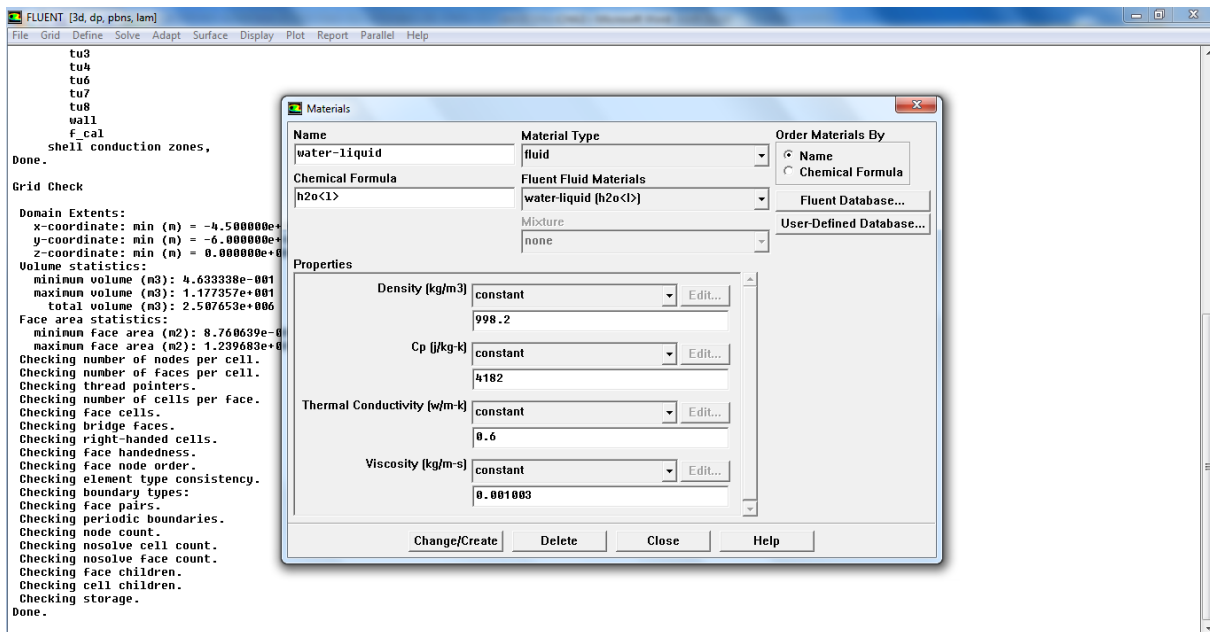 FLUENT [3d, dp, pbns, lam]
File Grid Define Solve Adapt Surface Display Plot Report Parallel Help
tu3
tu4
tu6
tu7
tu8
wall
f_cal
shell conduction zones,
Done.
Grid Check
Domain Extents:
x-coordinate: min (m) = -4.500000e+
y-coordinate: min (m) = -6.000000e+
z-coordinate: min (m) = 0.000000e+0
Volume statistics:
minimum volume (m3): 4.633338e-001
maximum volume (m3): 1.177357e+001
total volume (m3): 2.507653e+006
Face area statistics:
minimum face area (m2): 8.760639e-0
maximum face area (m2): 1.239683e+0
Checking number of nodes per cell.
Checking number of faces per cell.
Checking thread pointers.
Checking number of cells per face.
Checking face cells.
Checking bridge faces.
Checking right-handed cells.
Checking face handedness.
Checking face node order.
Checking element type consistency.
Checking boundary types:
Checking face pairs.
Checking periodic boundaries.
Checking node count.
Checking nosolve cell count.
Checking nosolve face count.
Checking face children.
Checking cell children.
Checking storage.
Done.
Materials
Name
water-liquid
Chemical Formula
h2o<l>
Material Type
fluid
Fluent Fluid Materials
water-liquid (h2o<l>)
Mixture
none
Order Materials By
Name
Chemical Formula
Fluent Database...
User-Defined Database...
Properties
Density (kg/m3) constant Edit...
998.2
Cp (j/kg-k) constant Edit...
4182
Thermal Conductivity (w/m-k) constant Edit...
0.6
Viscosity (kg/m-s) constant Edit...
0.001003
Change/Create Delete Close Help